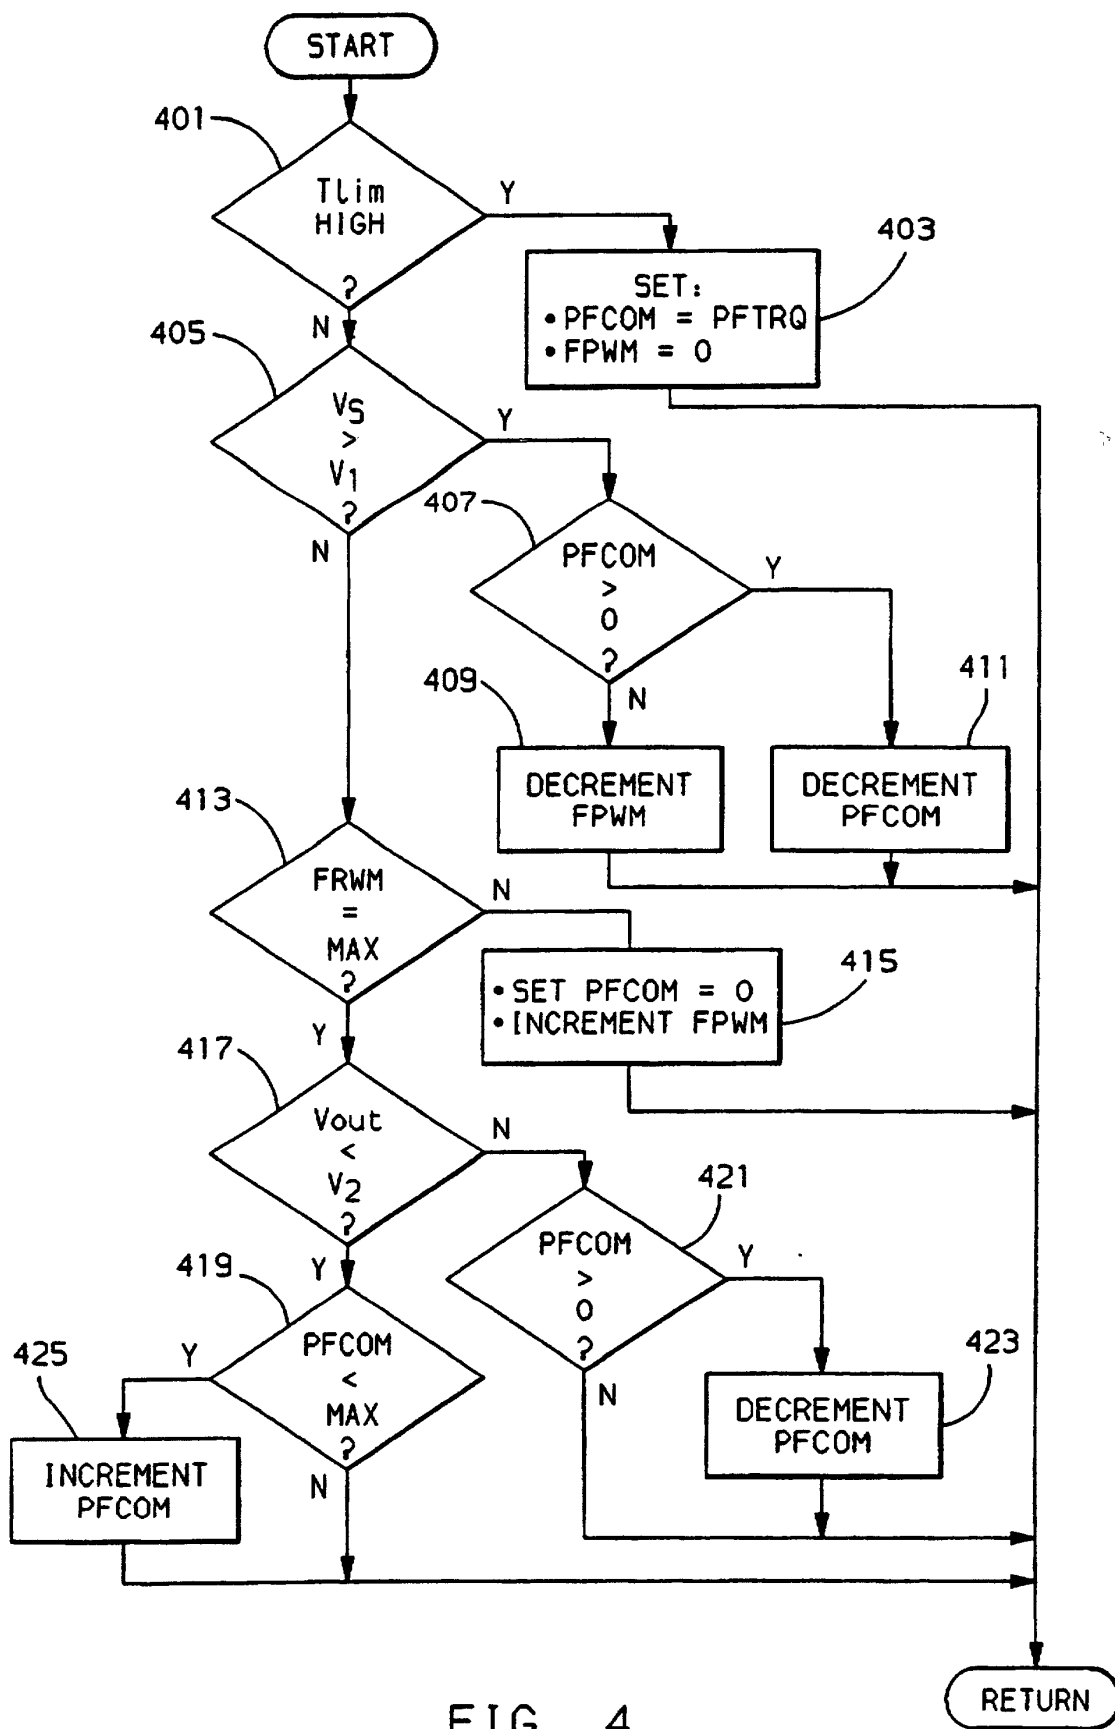 START
401
Tlim
HIGH
?
Y
N
403
SET:
• PFCOM = PFTRQ
• FPWM = 0
405
VS
>
V1
?
Y
N
407
PFCOM
>
0
?
Y
N
409
DECREMENT
FPWM
411
DECREMENT
PFCOM
413
FRWM
=
MAX
?
N
Y
415
• SET PFCOM = 0
• INCREMENT FPWM
417
Vout
<
V2
?
N
Y
421
PFCOM
>
0
?
Y
N
419
PFCOM
<
MAX
?
Y
N
423
DECREMENT
PFCOM
425
INCREMENT
PFCOM
RETURN
FIG. 4